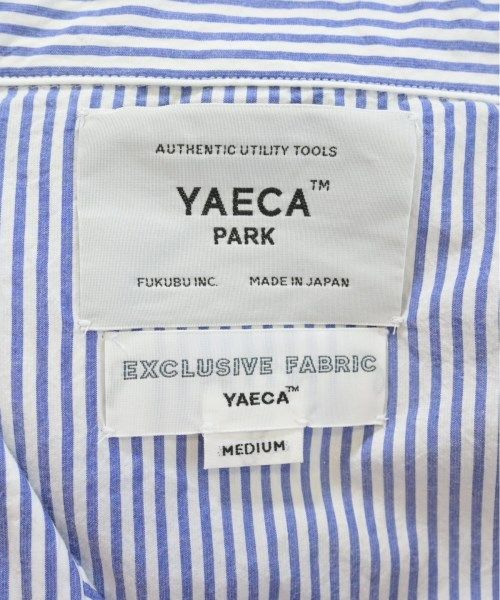 AUTHENTIC UTILITY TOOLS
YAECA™
PARK
FUKUBU INC. MADE IN JAPAN
EXCLUSIVE FABRIC
YAECA™
MEDIUM